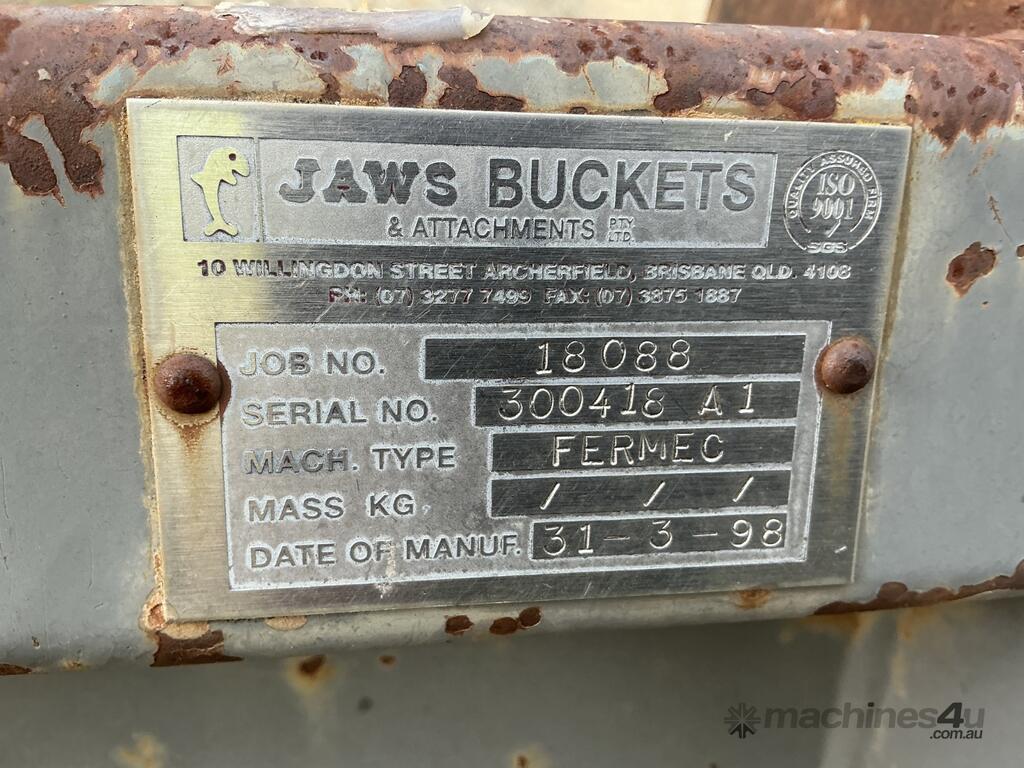 JAWS BUCKETS
& ATTACHMENTS PTY. LTD.
QUALITY ASSURED FIRM
ISO
9001
SGS
10 WILLINGDON STREET ARCHERFIELD, BRISBANE QLD. 4108
PH: (07) 3277 7499 FAX: (07) 3875 1887
JOB NO. 18088
SERIAL NO. 300418 A1
MACH. TYPE FERMEC
MASS KG. / / /
DATE OF MANUF. 31-3-98
machines4u
.com.au